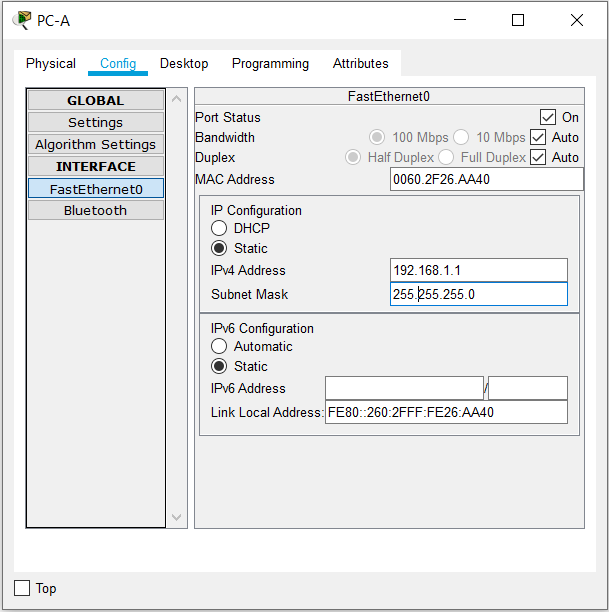 PC-A
Physical Config Desktop Programming Attributes
GLOBAL
Settings
Algorithm Settings
INTERFACE
FastEthernet0
Bluetooth
FastEthernet0
Port Status On
Bandwidth 100 Mbps 10 Mbps Auto
Duplex Half Duplex Full Duplex Auto
MAC Address 0060.2F26.AA40
IP Configuration
DHCP
Static
IPv4 Address 192.168.1.1
Subnet Mask 255.255.255.0
IPv6 Configuration
Automatic
Static
IPv6 Address /
Link Local Address: FE80::260:2FFF:FE26:AA40
Top